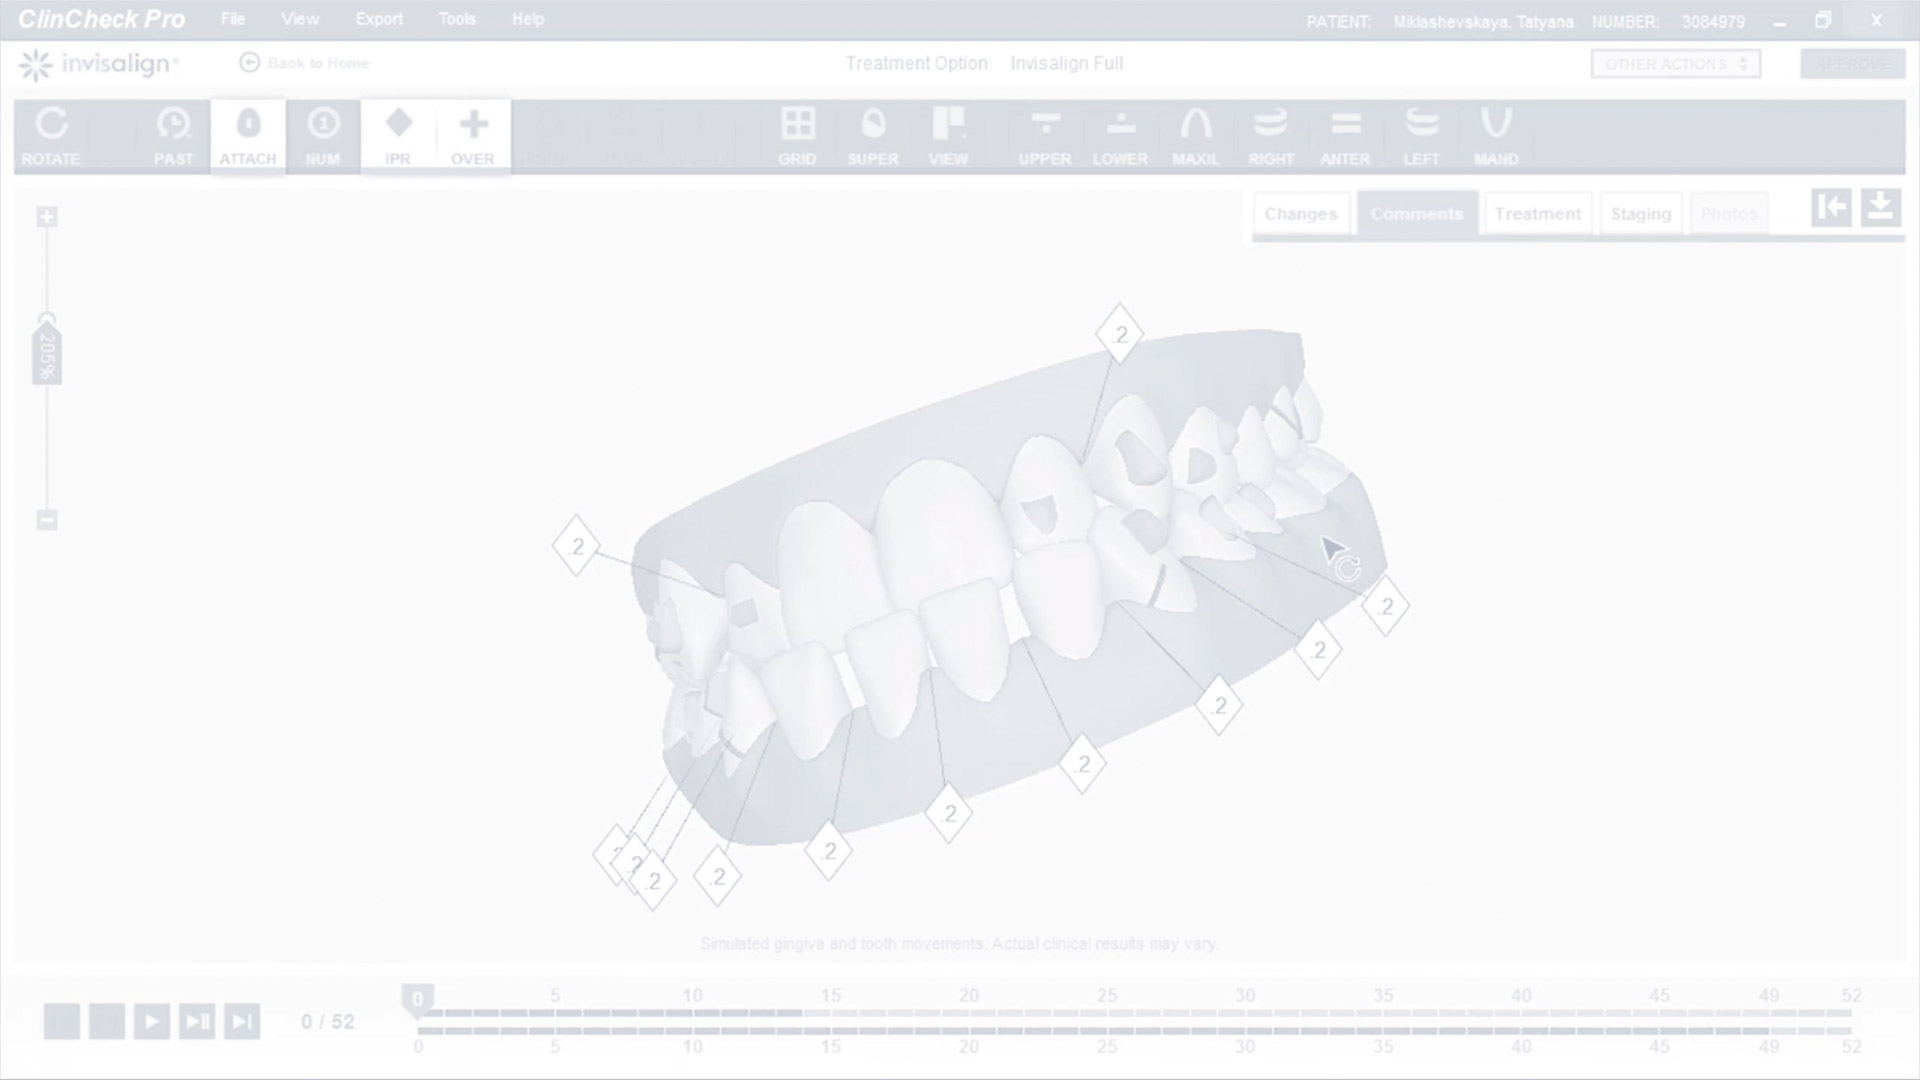 ClinCheck Pro File View Export Tools Help PATIENT: Miklashevskaya, Tatyana NUMBER: 3084979 X
invisalign Back to Home Treatment Option: Invisalign Full OTHER ACTIONS APPROVE
1
ROTATE PAST ATTACH NUM IPR OVER GRID SUPER VIEW UPPER LOWER MAXIL RIGHT ANTER LEFT MAND
Changes Comments Treatment Staging Photos
205%
.2
.2
.2
.2
.2
.2
.2
.2
.2
.2
.2
Simulated gingiva and tooth movements. Actual clinical results may vary.
0 5 10 15 20 25 30 35 40 45 49 52
0 / 52
0 5 10 15 20 25 30 35 40 45 49 52